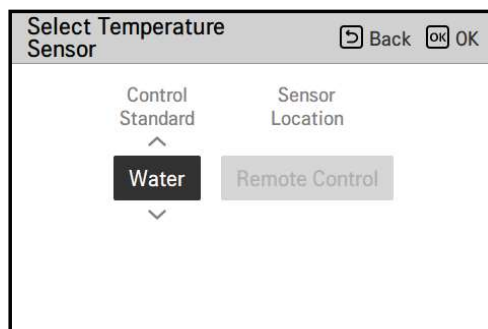 Select Temperature
Sensor
Back OK OK
Control
Standard
Sensor
Location
Water
Remote Control